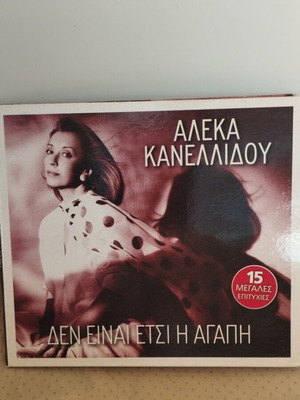 ΑΛΕΚΑ
ΚΑΝΕΛΛΙΔΟΥ
15
ΜΕΓΑΛΕΣ
ΕΠΙΤΥΧΙΕΣ
ΔΕΝ ΕΙΝΑΙ ΕΤΣΙ Η ΑΓΑΠΗ